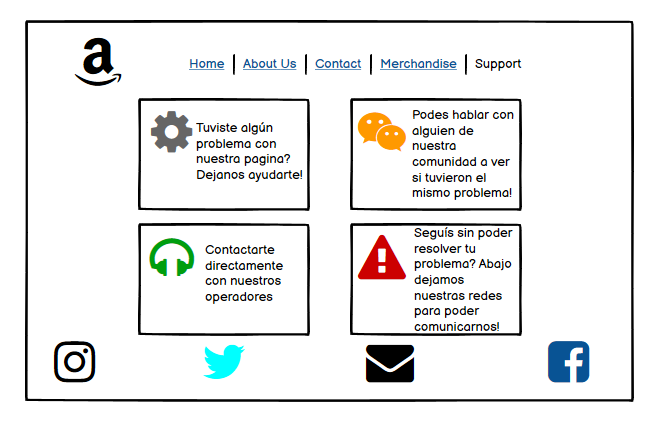 a
Home | About Us | Contact | Merchandise | Support
Tuviste algún
problema con
nuestra pagina?
Dejanos ayudarte!
Podes hablar con
alguien de
nuestra
comunidad a ver
si tuvieron el
mismo problema!
Contactarte
directamente
con nuestros
operadores
Seguís sin poder
resolver tu
problema? Abajo
dejamos
nuestras redes
para poder
comunicarnos!